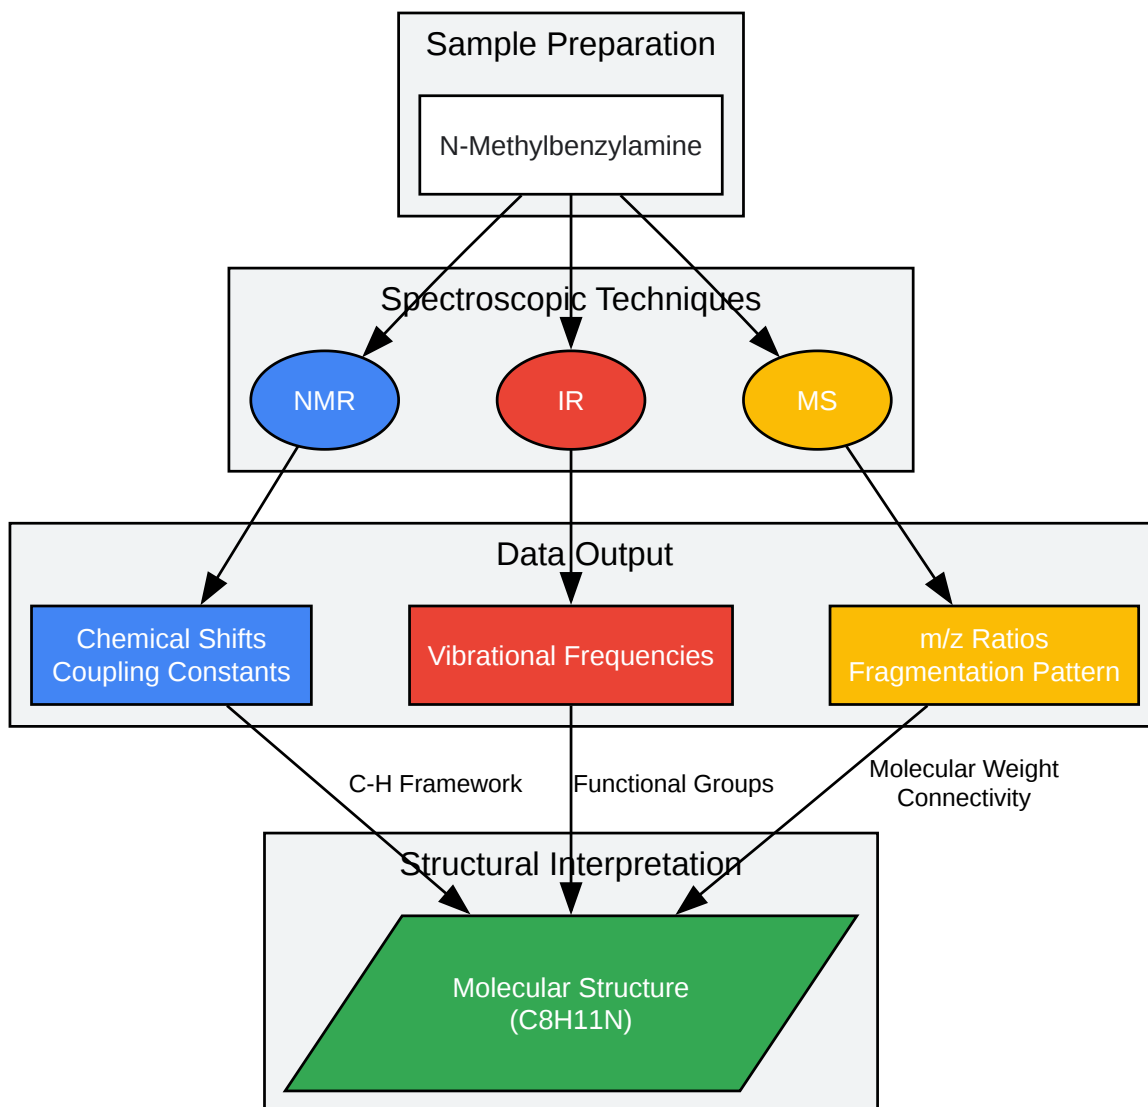 Sample Preparation
N-Methylbenzylamine
Spectroscopic Techniques
NMR
IR
MS
Data Output
Chemical Shifts
Coupling Constants
Vibrational Frequencies
m/z Ratios
Fragmentation Pattern
C-H Framework
Functional Groups
Molecular Weight
Connectivity
Structural Interpretation
Molecular Structure
(C8H11N)